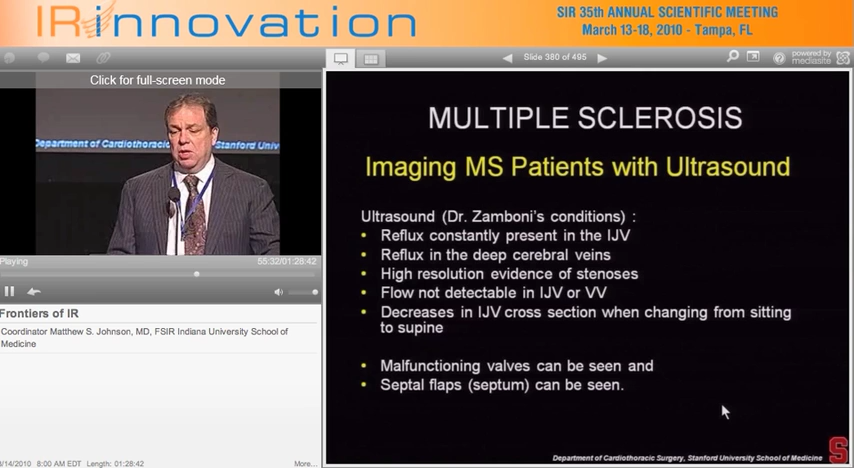 IRinnovation
SIR 35th ANNUAL SCIENTIFIC MEETING
March 13-18, 2010 - Tampa, FL
Slide 380 of 495
powered by
mediasite
Click for full-screen mode
Department of Cardiothoracic
Stanford Univ
Playing
55:32/01:28:42
Frontiers of IR
Coordinator Matthew S. Johnson, MD, FSIR Indiana University School of
Medicine
/14/2010 8:00 AM EDT Length: 01:28:42
More...
MULTIPLE SCLEROSIS
Imaging MS Patients with Ultrasound
Ultrasound (Dr. Zamboni's conditions) :
• Reflux constantly present in the IJV
• Reflux in the deep cerebral veins
• High resolution evidence of stenoses
• Flow not detectable in IJV or VV
• Decreases in IJV cross section when changing from sitting
to supine
• Malfunctioning valves can be seen and
• Septal flaps (septum) can be seen.
Department of Cardiothoracic Surgery, Stanford University School of Medicine
S